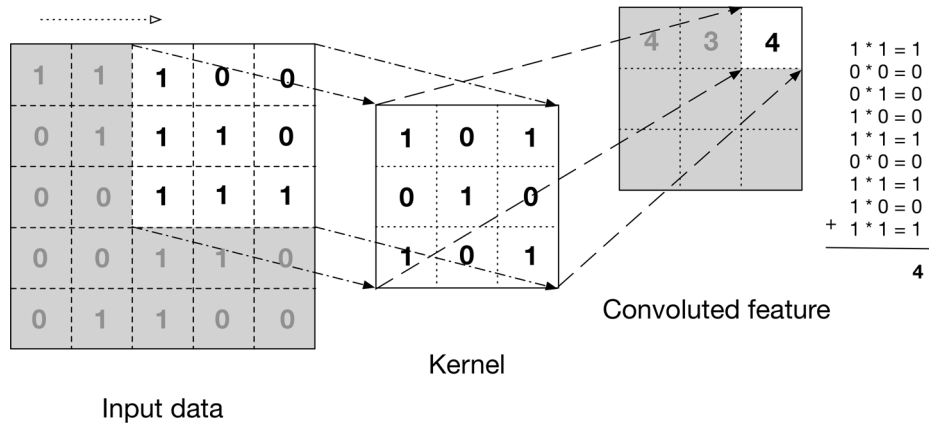 1 1 1 0 0
0 1 1 1 0
0 0 1 1 1
0 0 1 1 0
0 1 1 0 0
Input data
1 0 1
0 1 0
1 0 1
Kernel
4 3 4
Convoluted feature
1 * 1 = 1
0 * 0 = 0
0 * 1 = 0
1 * 0 = 0
1 * 1 = 1
0 * 0 = 0
1 * 1 = 1
1 * 0 = 0
+ 1 * 1 = 1
4